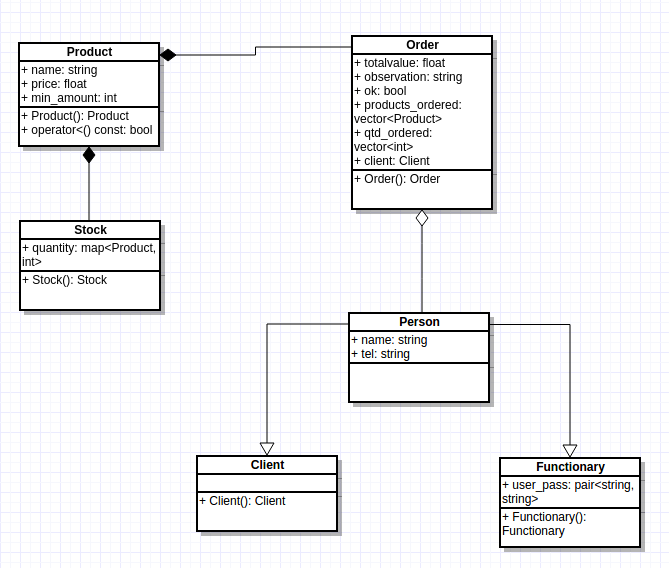 Product
+ name: string
+ price: float
+ min_amount: int
+ Product(): Product
+ operator<() const: bool
Order
+ totalvalue: float
+ observation: string
+ ok: bool
+ products_ordered:
vector<Product>
+ qtd_ordered:
vector<int>
+ client: Client
+ Order(): Order
Stock
+ quantity: map<Product,
int>
+ Stock(): Stock
Person
+ name: string
+ tel: string
Client
+ Client(): Client
Functionary
+ user_pass: pair<string,
string>
+ Functionary():
Functionary